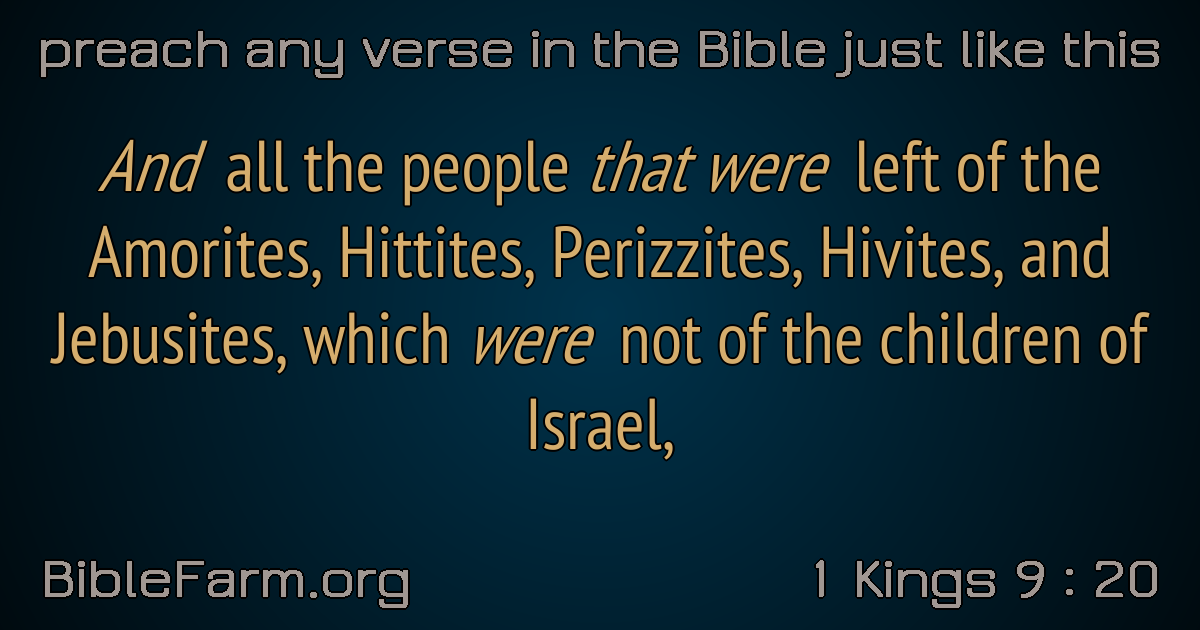 preach any verse in the Bible just like this
And all the people that were left of the
Amorites, Hittites, Perizzites, Hivites, and
Jebusites, which were not of the children of
Israel,
BibleFarm.org
1 Kings 9 : 20